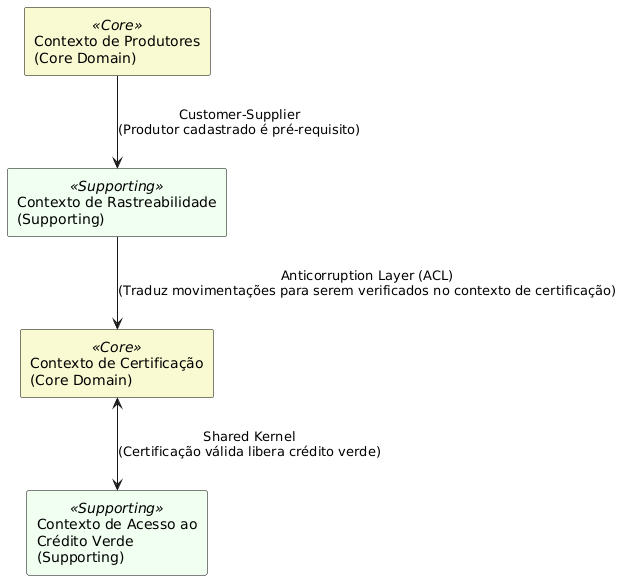 «Core»
Contexto de Produtores
(Core Domain)
Customer-Supplier
(Produtor cadastrado é pré-requisito)
«Supporting»
Contexto de Rastreabilidade
(Supporting)
Anticorruption Layer (ACL)
(Traduz movimentações para serem verificados no contexto de certificação)
«Core»
Contexto de Certificação
(Core Domain)
Shared Kernel
(Certificação válida libera crédito verde)
«Supporting»
Contexto de Acesso ao
Crédito Verde
(Supporting)